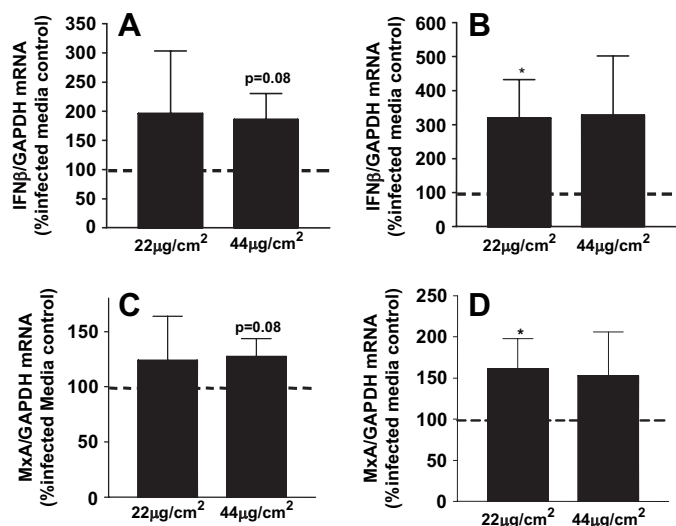 A
IFNβ/GAPDH mRNA
(%infected media control)
350
300
250
200
150
100
50
0
p=0.08
22μg/cm²
44μg/cm²
B
IFNβ/GAPDH mRNA
(%infected media control)
600
500
400
300
200
100
0
*
22μg/cm²
44μg/cm²
C
MxA/GAPDH mRNA
(%infected Media control)
150
100
50
0
p=0.08
22μg/cm²
44μg/cm²
D
MxA/GAPDH mRNA
(%infected media control)
250
200
150
100
50
0
*
22μg/cm²
44μg/cm²